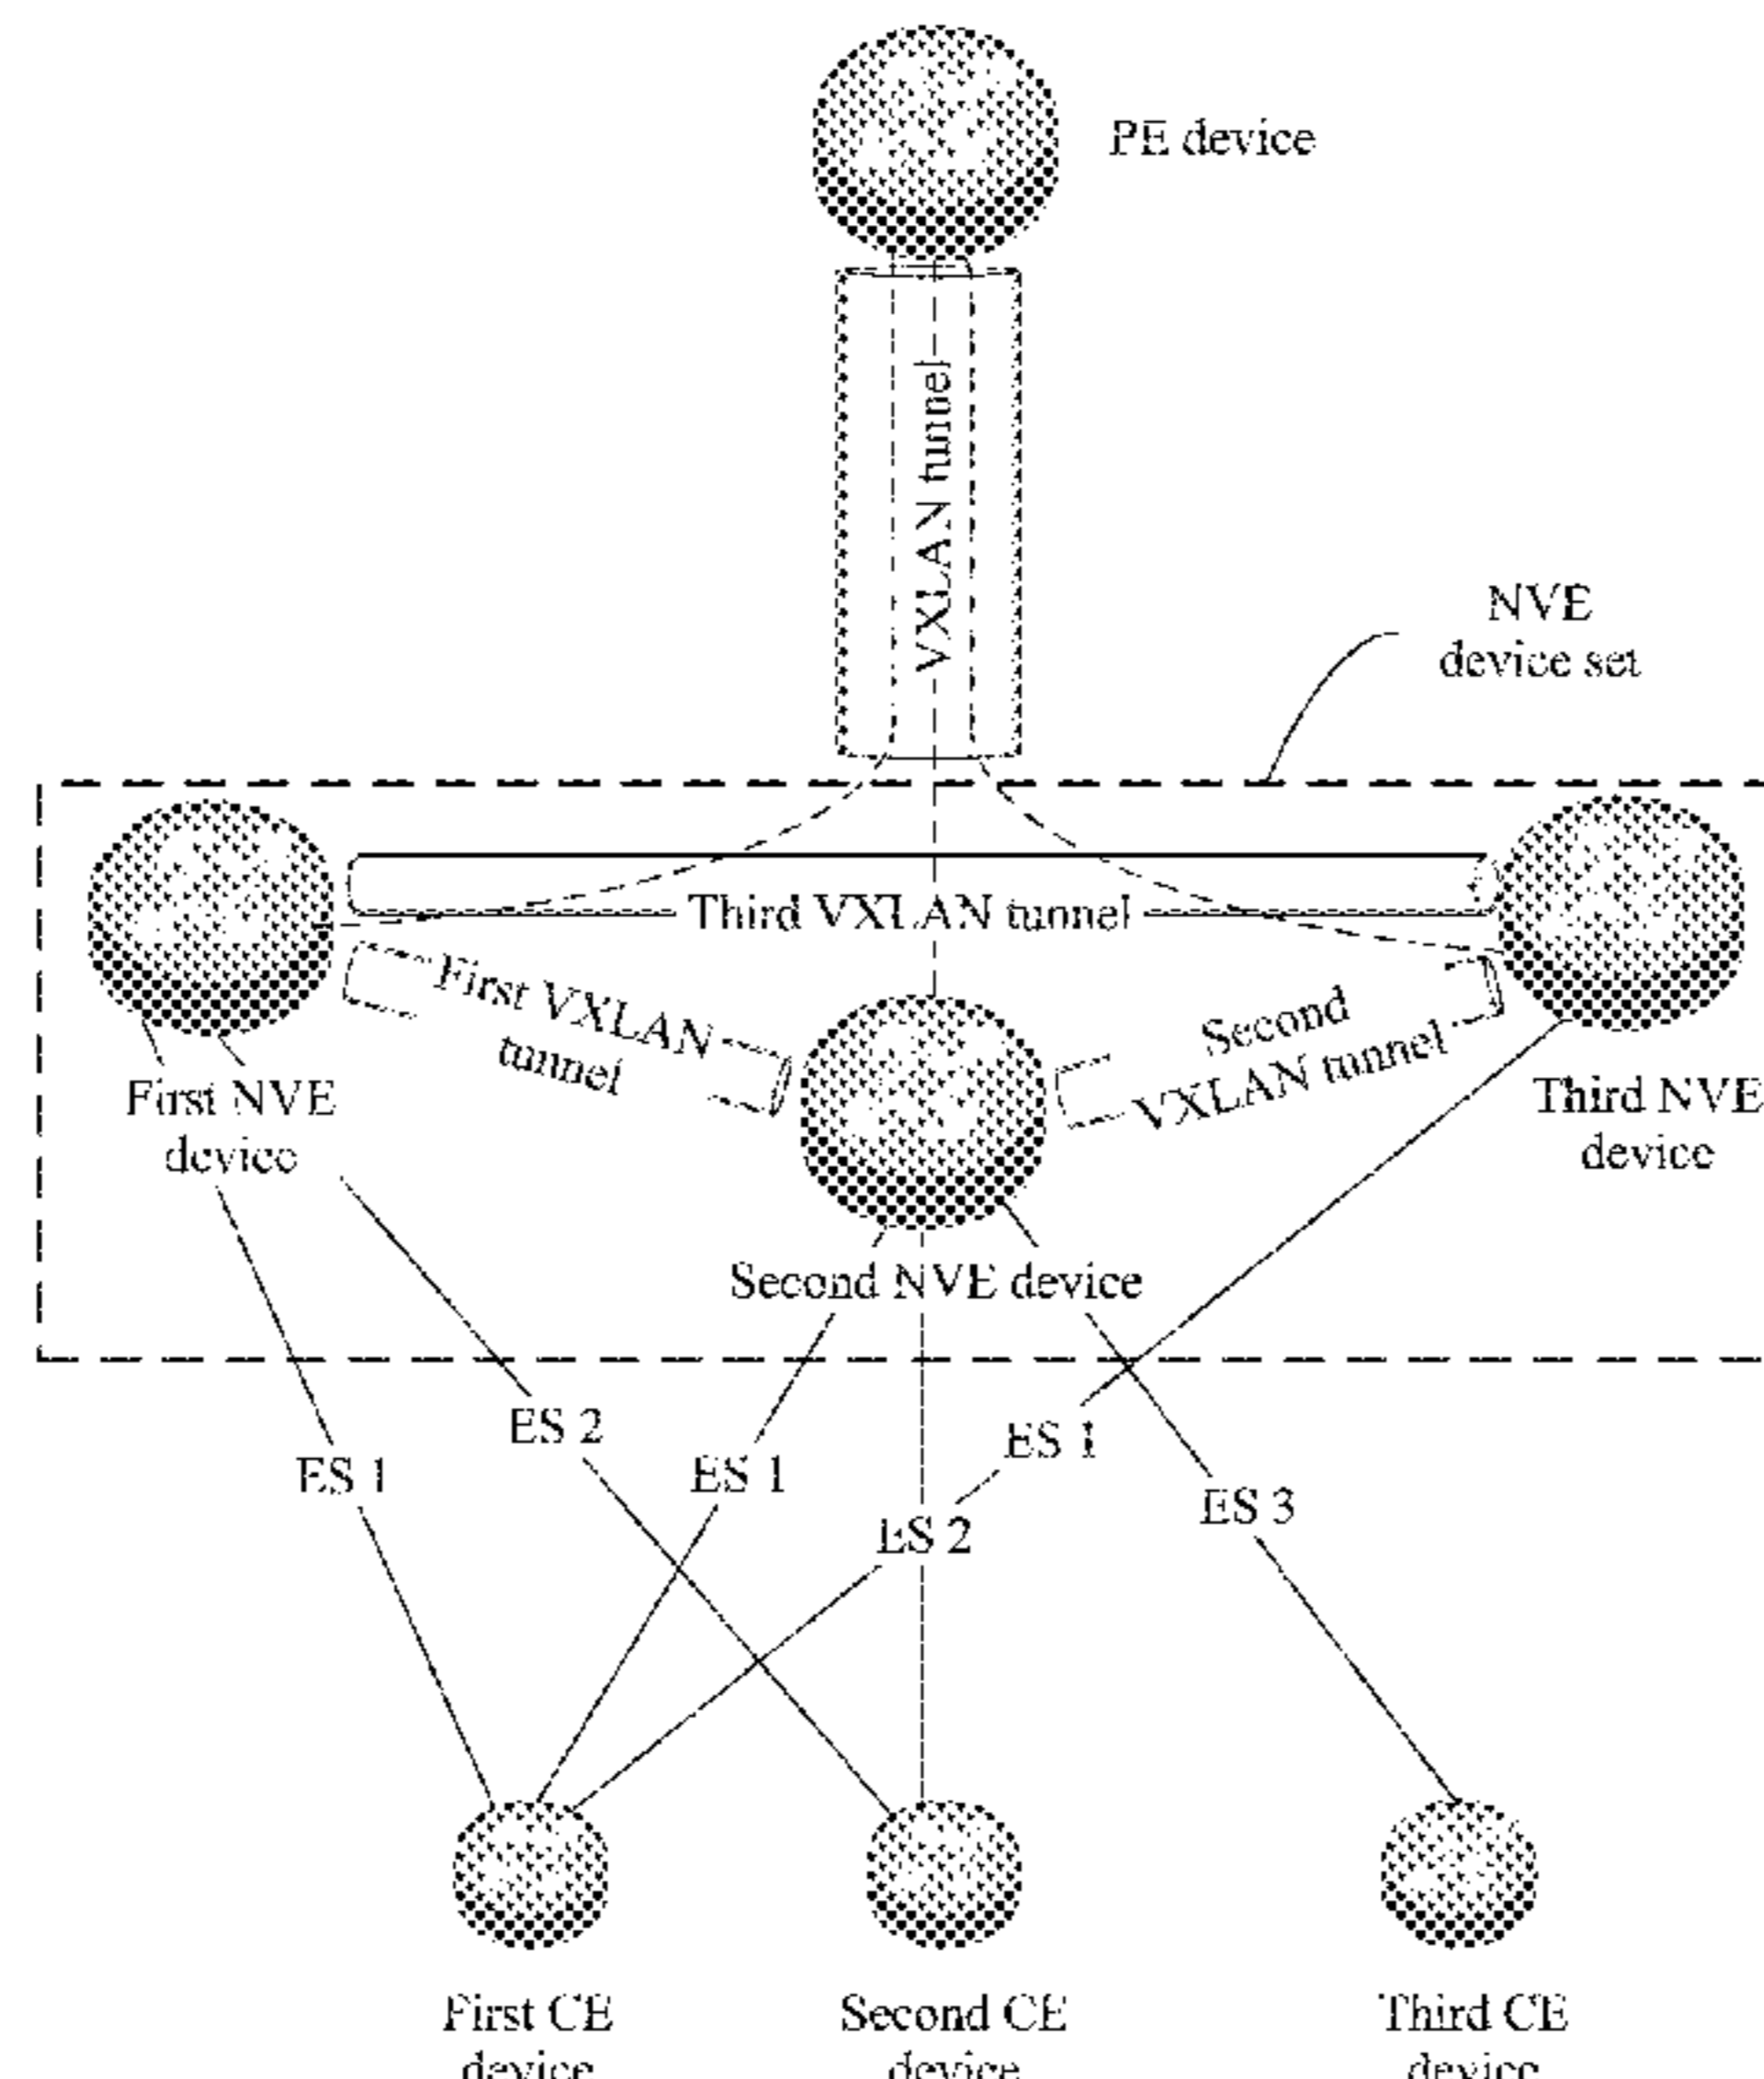 PE device
VXLAN tunnel
NVE
device set
Third VXLAN tunnel
First VXLAN
tunnel
Second
VXLAN tunnel
First NVE
device
Third NVE
device
Second NVE device
ES 2
ES 1
ES 1
ES 1
ES 3
ES 2
First CE
device
Second CE
device
Third CE
device